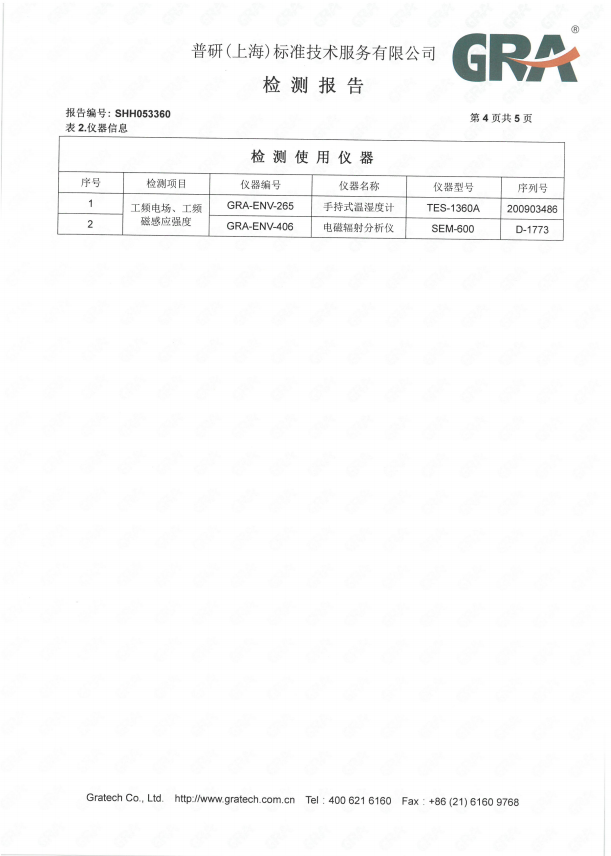 普研(上海)标准技术服务有限公司
GRA®
检测报告
报告编号: SHH053360
第 4 页共 5 页
表 2.仪器信息
检测使用仪器
序号 检测项目 仪器编号 仪器名称 仪器型号 序列号
1 工频电场、工频磁感应强度 GRA-ENV-265 手持式温湿度计 TES-1360A 200903486
2 GRA-ENV-406 电磁辐射分析仪 SEM-600 D-1773
Gratech Co., Ltd. http://www.gratech.com.cn Tel : 400 621 6160 Fax : +86 (21) 6160 9768